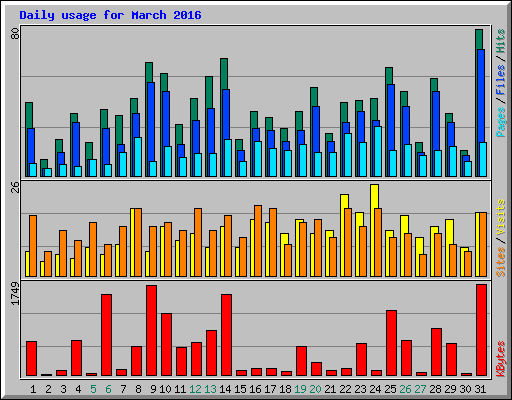 Daily usage for March 2016
80
Pages / Files / Hits
26
Sites / Visits
1749
KBytes
1 2 3 4 5 6 7 8 9 10 11 12 13 14 15 16 17 18 19 20 21 22 23 24 25 26 27 28 29 30 31